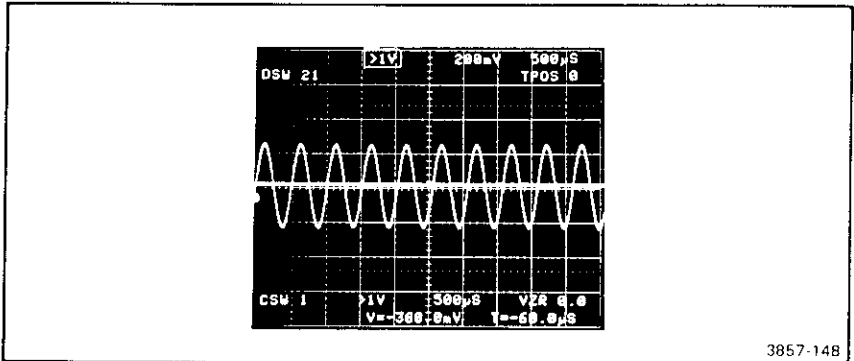 >1V 200mV 500µS
DSW 21 TPOS 0
CSW 1 >1V 500µS VZR 0.0
V=-360.0mV T=-60.0µS
3857-148